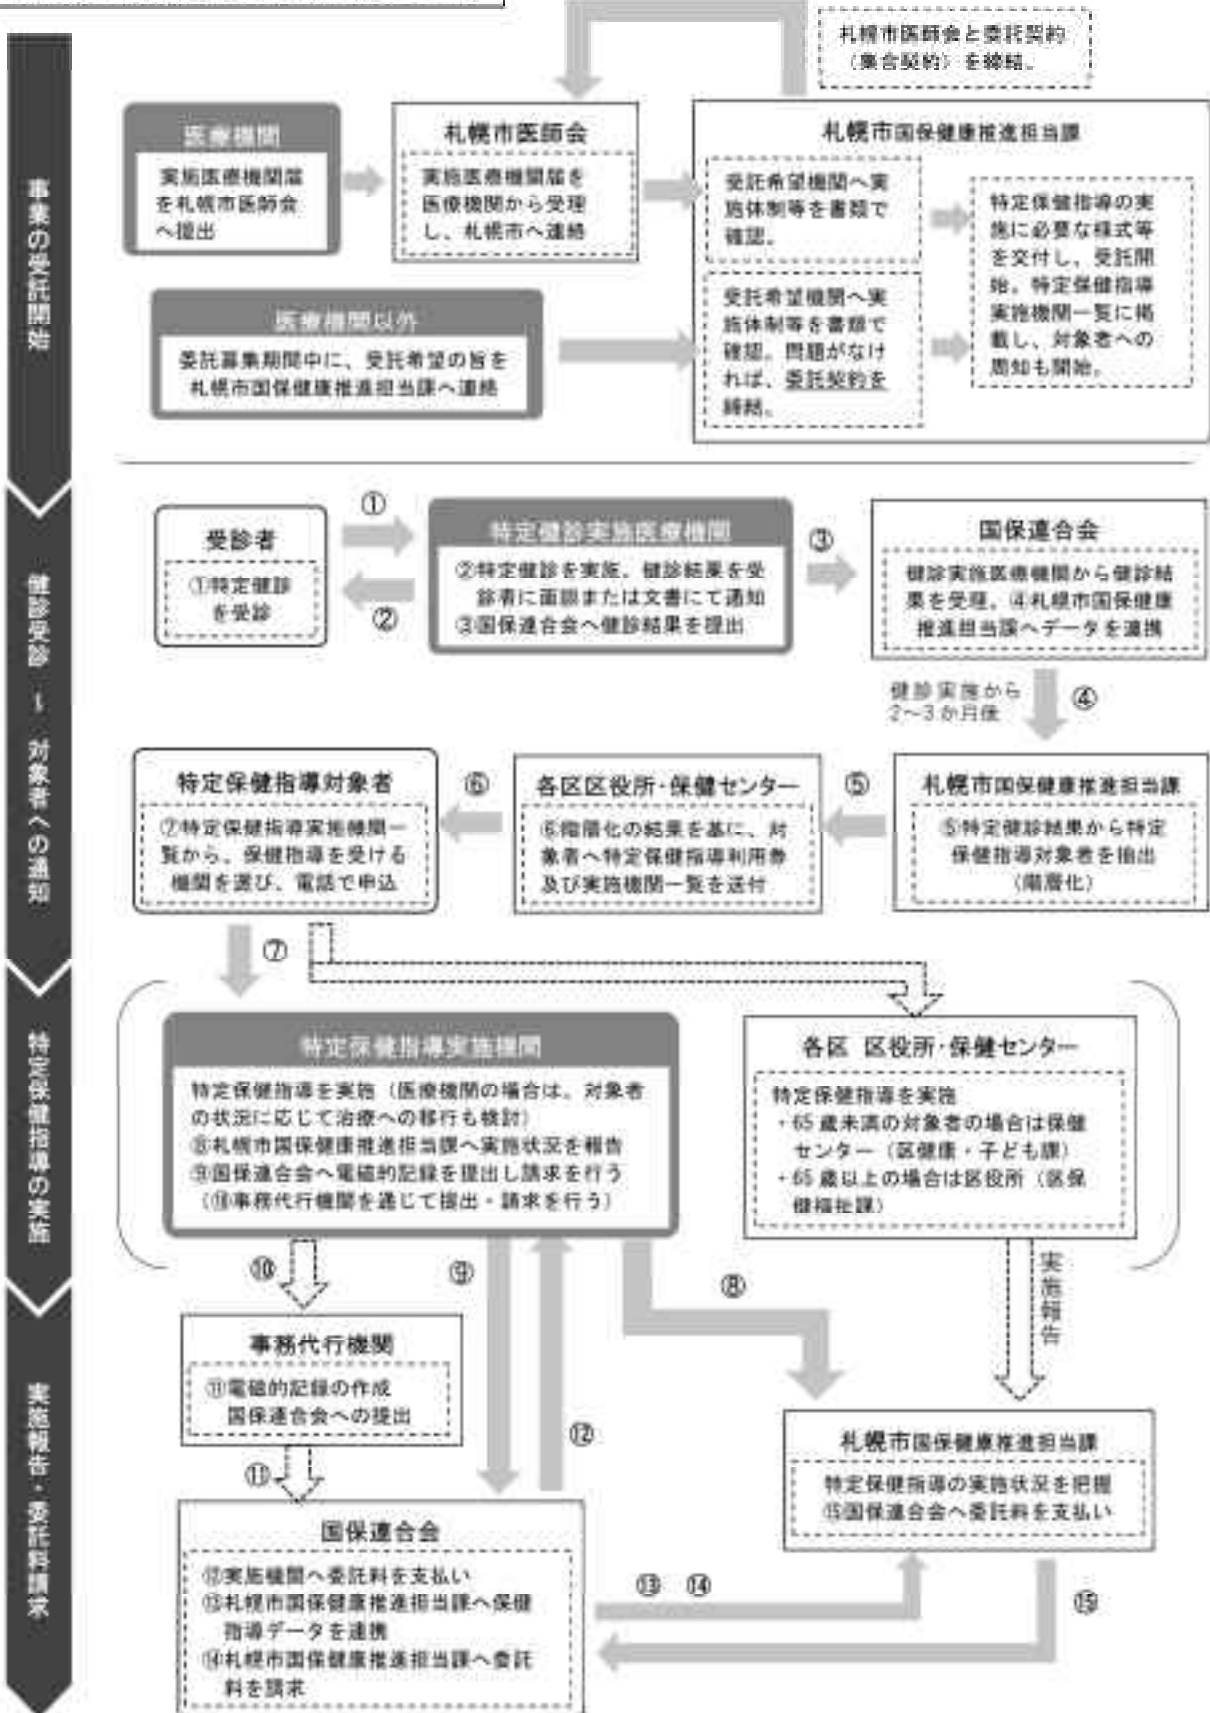 札幌市医師会と委託契約
（集合契約）を締結。
事業の受託開始
医療機関
実施医療機関届
を札幌市医師会
へ提出
札幌市医師会
実施医療機関届を
医療機関から受理
し、札幌市へ連絡
札幌市国保健康推進担当課
受託希望機関へ実
施体制等を書類で
確認。
受託希望機関へ実
施体制等を書類で
確認。問題がなけ
れば、委託契約を
締結。
特定保健指導の実
施に必要な様式等
を交付し、受託開
始。特定保健指導
実施機関一覧に掲
載し、対象者への
周知も開始。
医療機関以外
委託募集期間中に、受託希望の旨を
札幌市国保健康推進担当課へ連絡
健診受診 ～ 対象者への通知
受診者
①特定健診
を受診
①
②
特定健診実施医療機関
②特定健診を実施。健診結果を受
診者に面談または文書にて通知
③国保連合会へ健診結果を提出
③
国保連合会
健診実施医療機関から健診結
果を受理。④札幌市国保健康
推進担当課へデータを連携
健診実施から
2～3か月後
④
特定保健指導対象者
⑦特定保健指導実施機関一
覧から、保健指導を受ける
機関を選び、電話で申込
⑥
各区区役所・保健センター
⑥階層化の結果を基に、対
象者へ特定保健指導利用券
及び実施機関一覧を送付
⑤
札幌市国保健康推進担当課
⑤特定健診結果から特定
保健指導対象者を抽出
（階層化）
⑦
特定保健指導の実施
特定保健指導実施機関
特定保健指導を実施（医療機関の場合は、対象者
の状況に応じて治療への移行も検討）
⑧札幌市国保健康推進担当課へ実施状況を報告
⑨国保連合会へ電磁的記録を提出し請求を行う
（⑩事務代行機関を通じて提出・請求を行う）
各区 区役所・保健センター
特定保健指導を実施
・65歳未満の対象者の場合は保健
センター（区健康・子ども課）
・65歳以上の場合は区役所（区保
健福祉課）
⑩
⑨
⑧
実施報告
実施報告・委託料請求
事務代行機関
⑪電磁的記録の作成
国保連合会への提出
⑪
⑫
札幌市国保健康推進担当課
特定保健指導の実施状況を把握
⑮国保連合会へ委託料を支払い
国保連合会
⑫実施機関へ委託料を支払い
⑬札幌市国保健康推進担当課へ保健
指導データを連携
⑭札幌市国保健康推進担当課へ委託
料を請求
⑬ ⑭
⑮